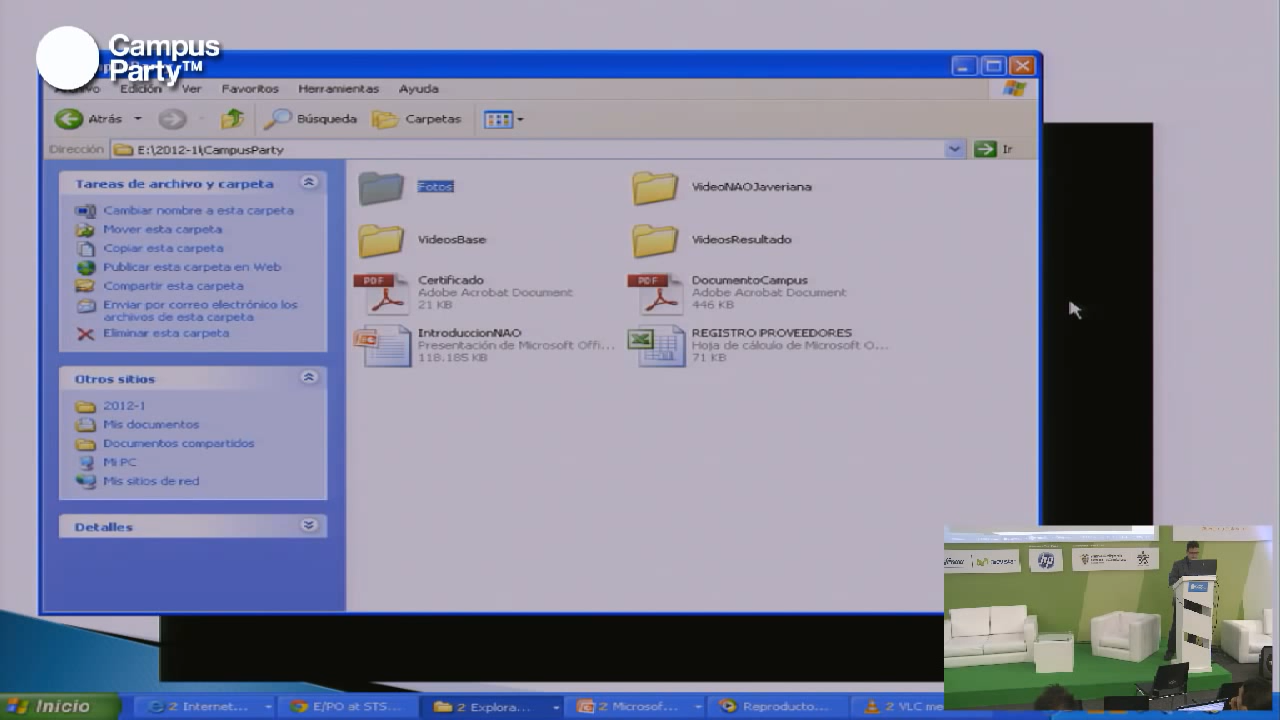 Campus
Party™
Edición Ver Favoritos Herramientas Ayuda
Atrás Búsqueda Carpetas
Dirección E:\2012-1\CampusParty Ir
Tareas de archivo y carpeta
Cambiar nombre a esta carpeta
Mover esta carpeta
Copiar esta carpeta
Publicar esta carpeta en Web
Compartir esta carpeta
Enviar por correo electrónico los
archivos de esta carpeta
Eliminar esta carpeta
Otros sitios
2012-1
Mis documentos
Documentos compartidos
Mi PC
Mis sitios de red
Detalles
Fotos
VideoNAOJaveriana
VideosBase
VideosResultado
PDF
Certificado
Adobe Acrobat Document
21 KB
PDF
DocumentoCampus
Adobe Acrobat Document
446 KB
IntroduccionNAO
Presentación de Microsoft Offi...
118.185 KB
REGISTRO PROVEEDORES
Hoja de cálculo de Microsoft O...
71 KB
movistar
hp
Inicio
2 Internet...
E/PO at STS...
2 Explora...
2 Microsof...
Reproducto...
2 VLC me